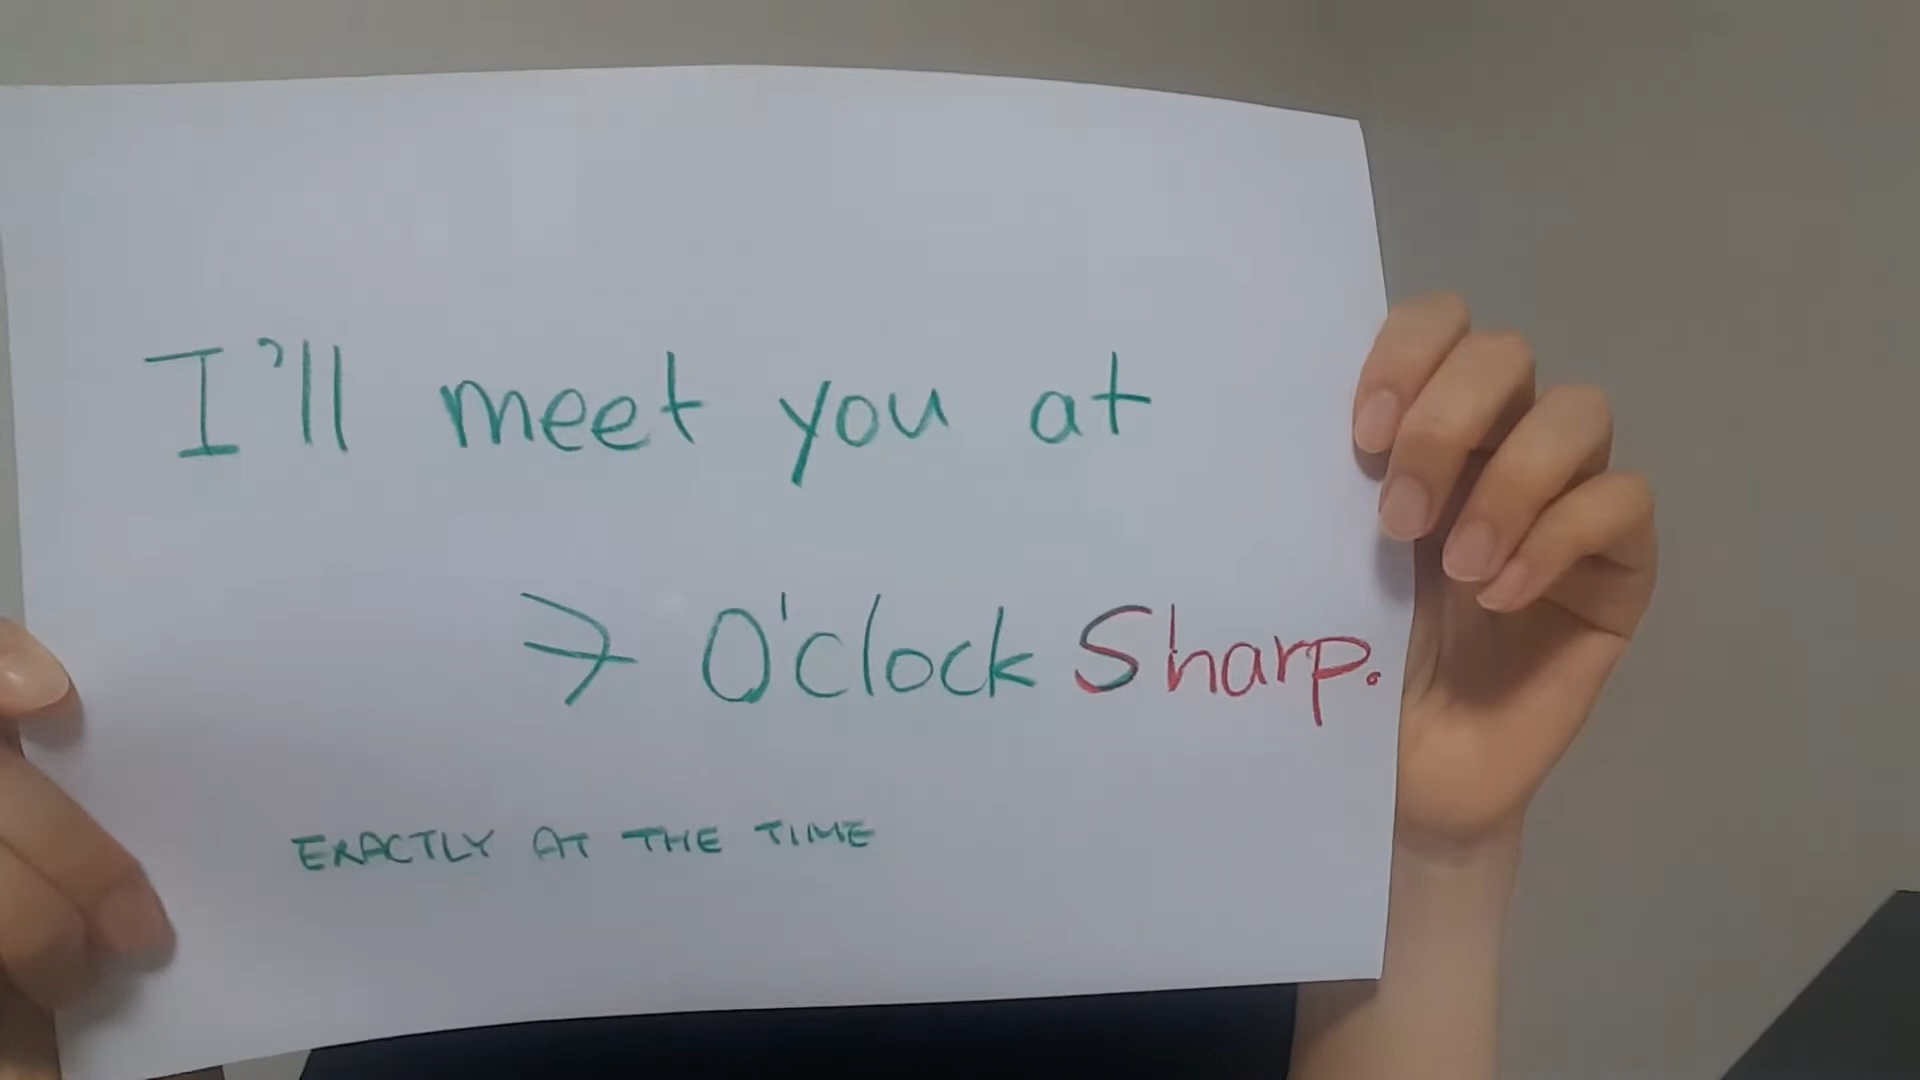 I'll meet you at
7 O'clock Sharp.
EXACTLY AT THE TIME